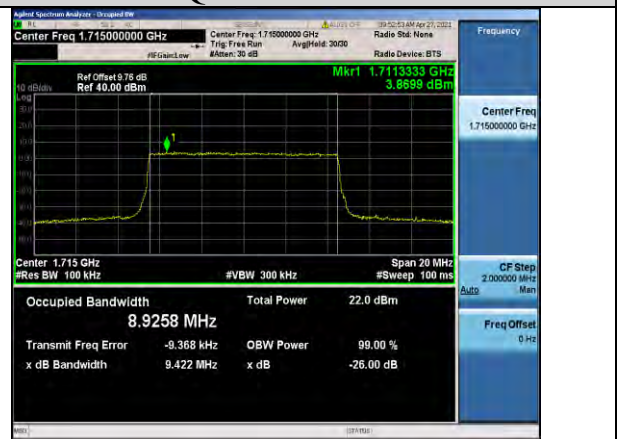 Agilent Spectrum Analyzer - Occupied BW
09:52:53 AM Apr 27, 2021
Center Freq 1.715000000 GHz
Center Freq: 1.715000000 GHz
Radio Std: None
Trig: Free Run
Avg|Hold: 30/30
#IFGain:Low
#Atten: 30 dB
Radio Device: BTS
Frequency
Ref Offset 9.76 dB
Ref 40.00 dBm
10 dB/div
Log
Mkr1 1.7113333 GHz
3.8699 dBm
1
Center Freq
1.715000000 GHz
Center 1.715 GHz
Span 20 MHz
#Res BW 100 kHz
#VBW 300 kHz
#Sweep 100 ms
CF Step
2.000000 MHz
Auto Man
Occupied Bandwidth
8.9258 MHz
Total Power 22.0 dBm
Transmit Freq Error -9.368 kHz
OBW Power 99.00 %
x dB Bandwidth 9.422 MHz
x dB -26.00 dB
Freq Offset
0 Hz
MSG
STATUS